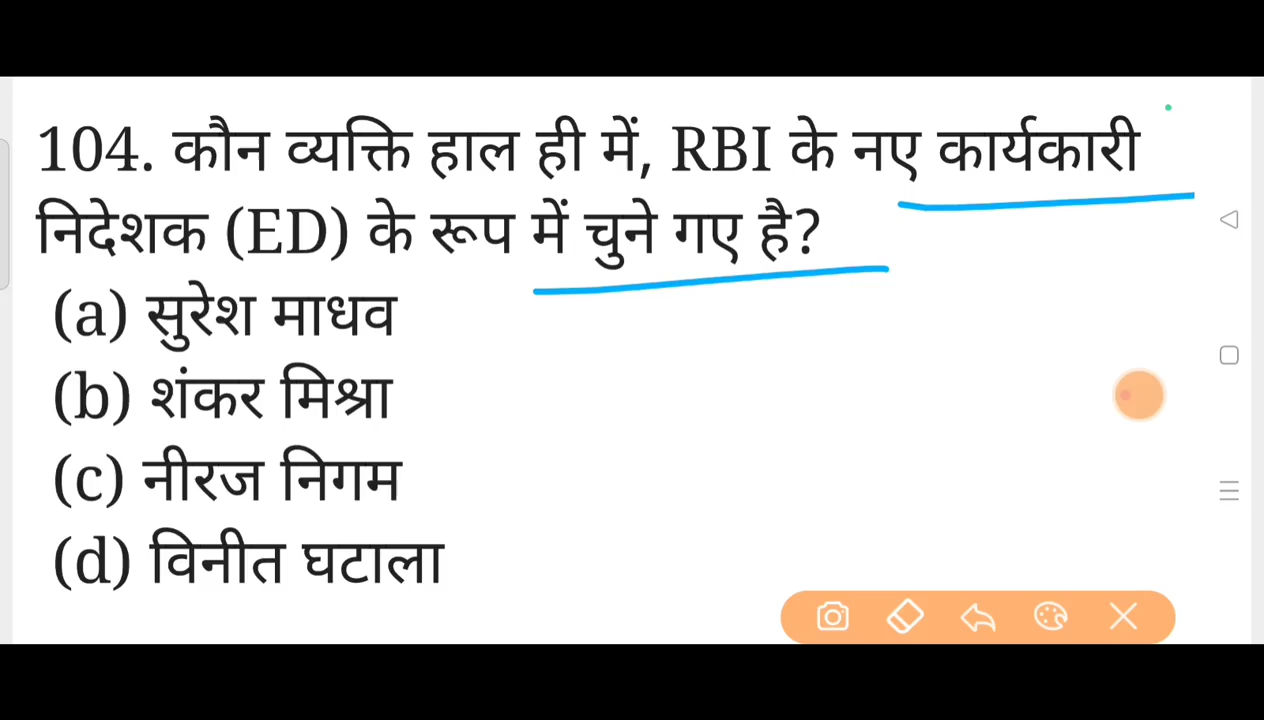 104. कौन व्यक्ति हाल ही में, RBI के नए कार्यकारी
निदेशक (ED) के रूप में चुने गए है?
(a) सुरेश माधव
(b) शंकर मिश्रा
(c) नीरज निगम
(d) विनीत घटाला